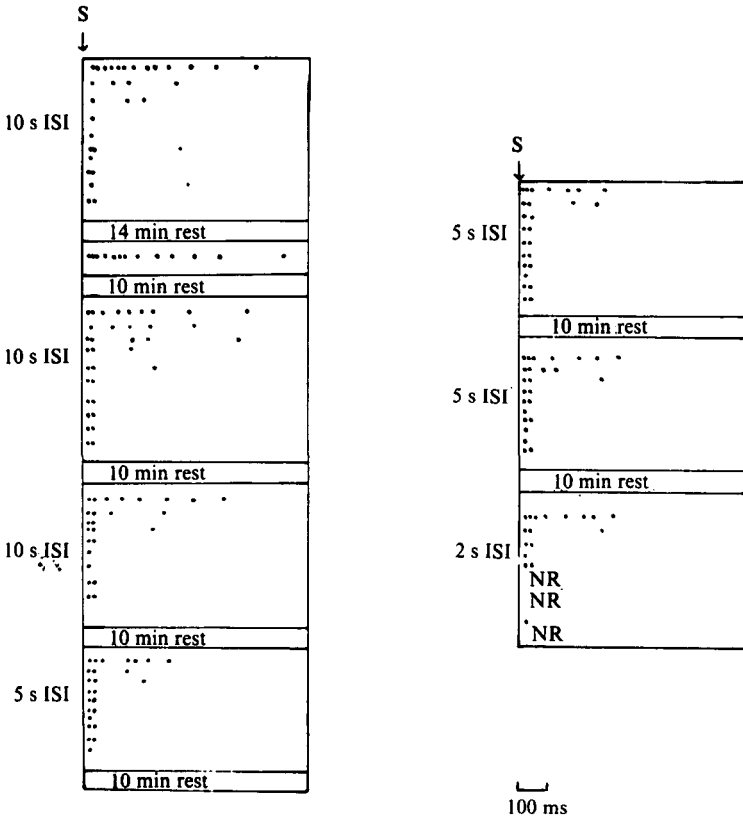 S
10 s ISI
14 min rest
10 min rest
10 s ISI
10 min rest
10 s ISI
10 min rest
5 s ISI
10 min rest
S
5 s ISI
10 min rest
5 s ISI
10 min rest
2 s ISI
NR
NR
NR
100 ms